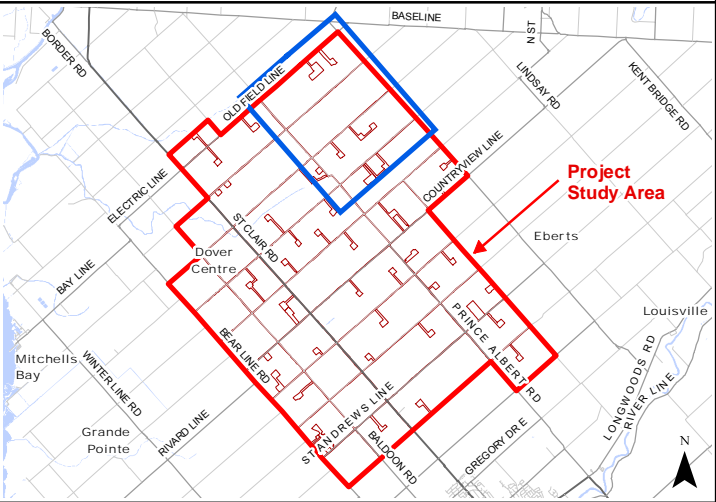 BASELINE
BORDER RD
N ST
LINDSAY RD
KENT BRIDGE RD
OLD FIELD LINE
COUNTRYVIEW LINE
Project
Study Area
ELECTRIC LINE
ST CLAIR RD
Eberts
Dover
Centre
BAY LINE
Louisville
PRINCE ALBERT RD
BEAR LINE RD
Mitchells
Bay
WINTER LINE RD
LONGWOODS RD
RIVER LINE
ST ANDREWS LINE
RIVARD LINE
Grande
Pointe
BALDOON RD
GREGORY DR E
N